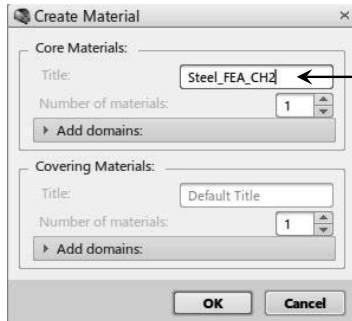 Create Material
Core Materials:
Title: Steel_FEA_CH2
Number of materials: 1
Add domains:
Covering Materials:
Title: Default Title
Number of materials: 1
Add domains:
OK Cancel